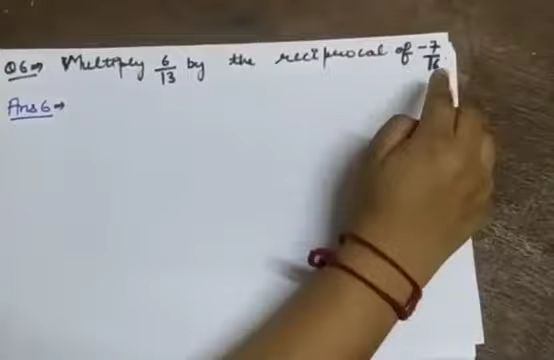 Q6⇒ Multiply 6/13 by the reciprocal of -7/16.
Ans 6⇒